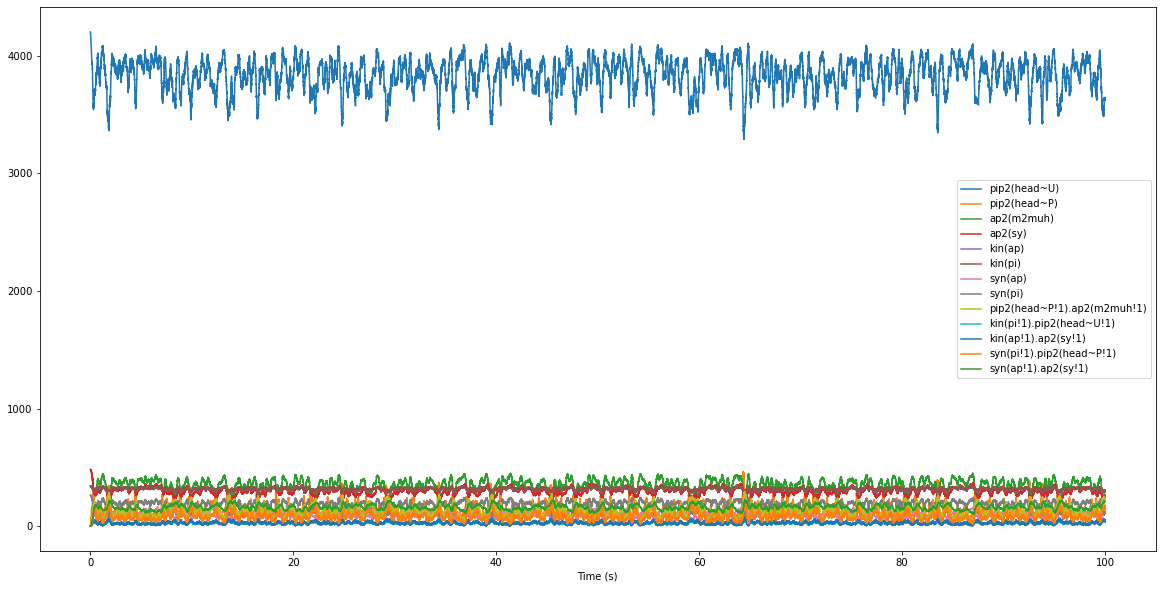 4000
3000
2000
1000
0
pip2(head~U)
pip2(head~P)
ap2(m2muh)
ap2(sy)
kin(ap)
kin(pi)
syn(ap)
syn(pi)
pip2(head~P!1).ap2(m2muh!1)
kin(pi!1).pip2(head~U!1)
kin(ap!1).ap2(sy!1)
syn(pi!1).pip2(head~P!1)
syn(ap!1).ap2(sy!1)
0 20 40 60 80 100
Time (s)